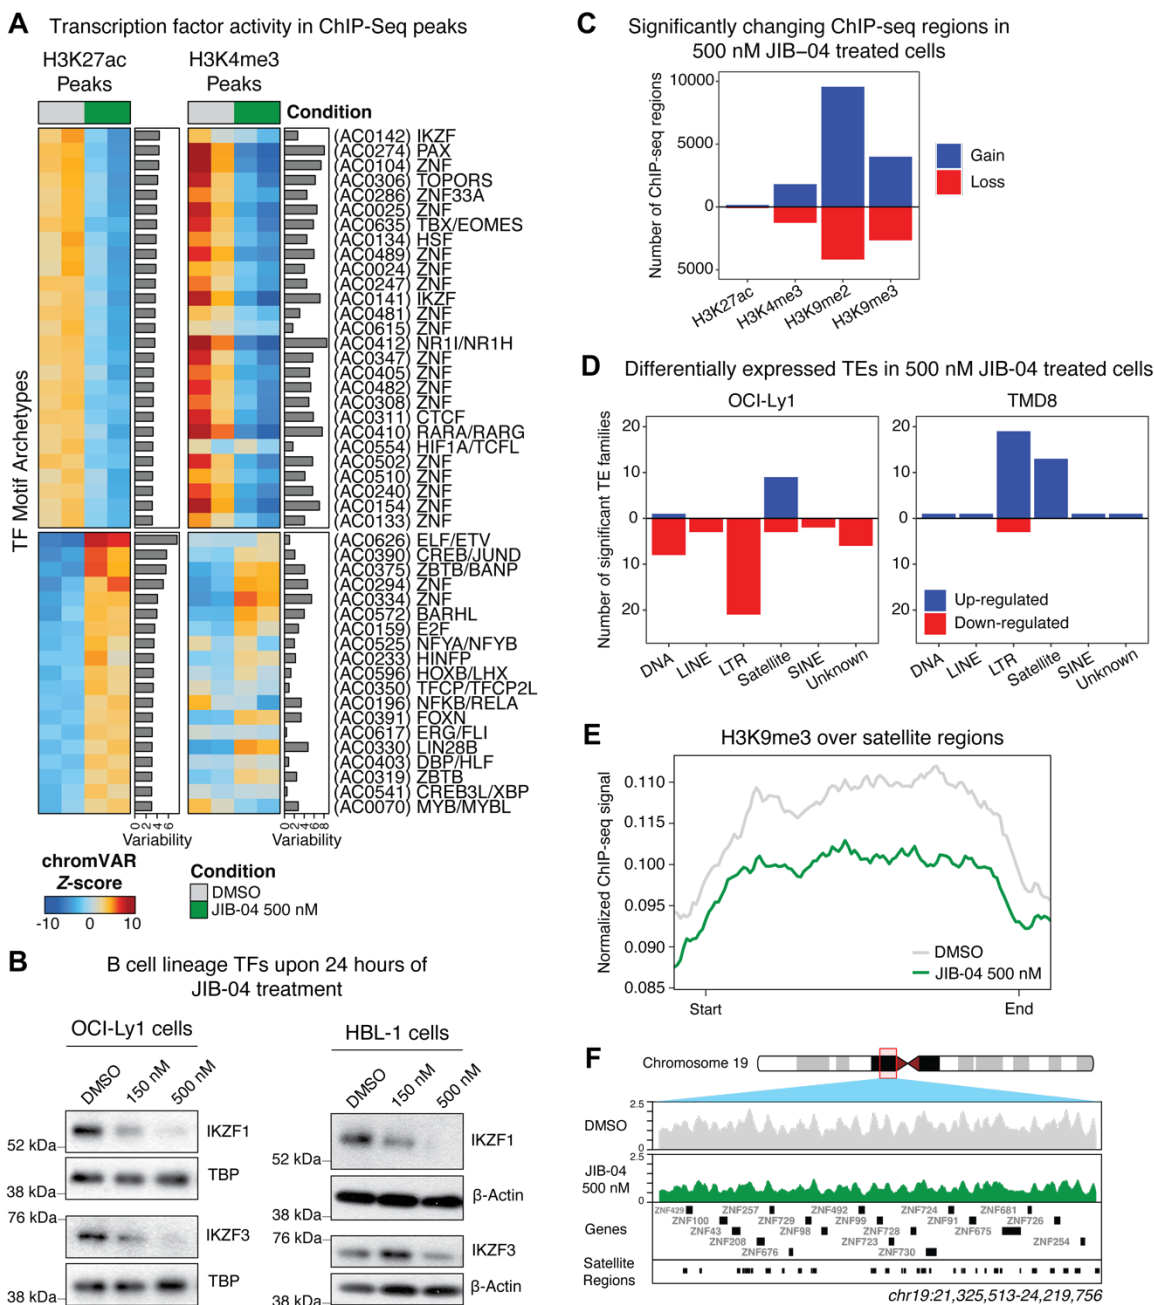 A
Transcription factor activity in ChIP-Seq peaks
H3K27ac
Peaks
H3K4me3
Peaks
Condition
TF Motif Archetypes
(AC0142) IKZF
(AC0274) PAX
(AC0104) ZNF
(AC0306) TOPORS
(AC0286) ZNF33A
(AC0025) ZNF
(AC0635) TBX/EOMES
(AC0134) HSF
(AC0489) ZNF
(AC0024) ZNF
(AC0247) ZNF
(AC0141) IKZF
(AC0481) ZNF
(AC0615) ZNF
(AC0412) NR1I/NR1H
(AC0347) ZNF
(AC0405) ZNF
(AC0482) ZNF
(AC0308) ZNF
(AC0311) CTCF
(AC0410) RARA/RARG
(AC0554) HIF1A/TCFL
(AC0502) ZNF
(AC0510) ZNF
(AC0240) ZNF
(AC0154) ZNF
(AC0133) ZNF
(AC0626) ELF/ETV
(AC0390) CREB/JUND
(AC0375) ZBTB/BANP
(AC0294) ZNF
(AC0334) ZNF
(AC0572) BARHL
(AC0159) E2F
(AC0525) NFYA/NFYB
(AC0233) HINFP
(AC0596) HOXB/LHX
(AC0350) TFCP/TFCP2L
(AC0196) NFKB/RELA
(AC0391) FOXN
(AC0617) ERG/FLI
(AC0330) LIN28B
(AC0403) DBP/HLF
(AC0319) ZBTB
(AC0541) CREB3L/XBP
(AC0070) MYB/MYBL
0 2 4 6
Variability
0 2 4 6 8
Variability
chromVAR
Z-score
-10 0 10
Condition
DMSO
JIB-04 500 nM
B
B cell lineage TFs upon 24 hours of
JIB-04 treatment
OCI-Ly1 cells
DMSO
150 nM
500 nM
52 kDa
IKZF1
TBP
38 kDa
76 kDa
IKZF3
TBP
38 kDa
HBL-1 cells
DMSO
150 nM
500 nM
IKZF1
52 kDa
β-Actin
38 kDa
76 kDa
IKZF3
β-Actin
38 kDa
C
Significantly changing ChIP-seq regions in
500 nM JIB–04 treated cells
Number of ChIP-seq regions
10000
5000
0
5000
H3K27ac
H3K4me3
H3K9me2
H3K9me3
Gain
Loss
D
Differentially expressed TEs in 500 nM JIB-04 treated cells
OCI-Ly1
TMD8
Number of significant TE families
20
10
0
10
20
DNA
LINE
LTR
Satellite
SINE
Unknown
20
10
0
10
20
Up-regulated
Down-regulated
DNA
LINE
LTR
Satellite
SINE
Unknown
E
H3K9me3 over satellite regions
Normalized ChIP-seq signal
0.110
0.115
0.100
0.095
0.090
0.085
DMSO
JIB-04 500 nM
Start
End
F
Chromosome 19
DMSO
2.5
0
JIB-04
500 nM
2.5
0
Genes
ZNF429 ZNF257 ZNF492 ZNF724 ZNF681
ZNF100 ZNF729 ZNF99 ZNF91 ZNF726
ZNF43 ZNF98 ZNF728 ZNF675
ZNF208 ZNF723 ZNF254
ZNF676 ZNF730
Satellite
Regions
chr19:21,325,513-24,219,756